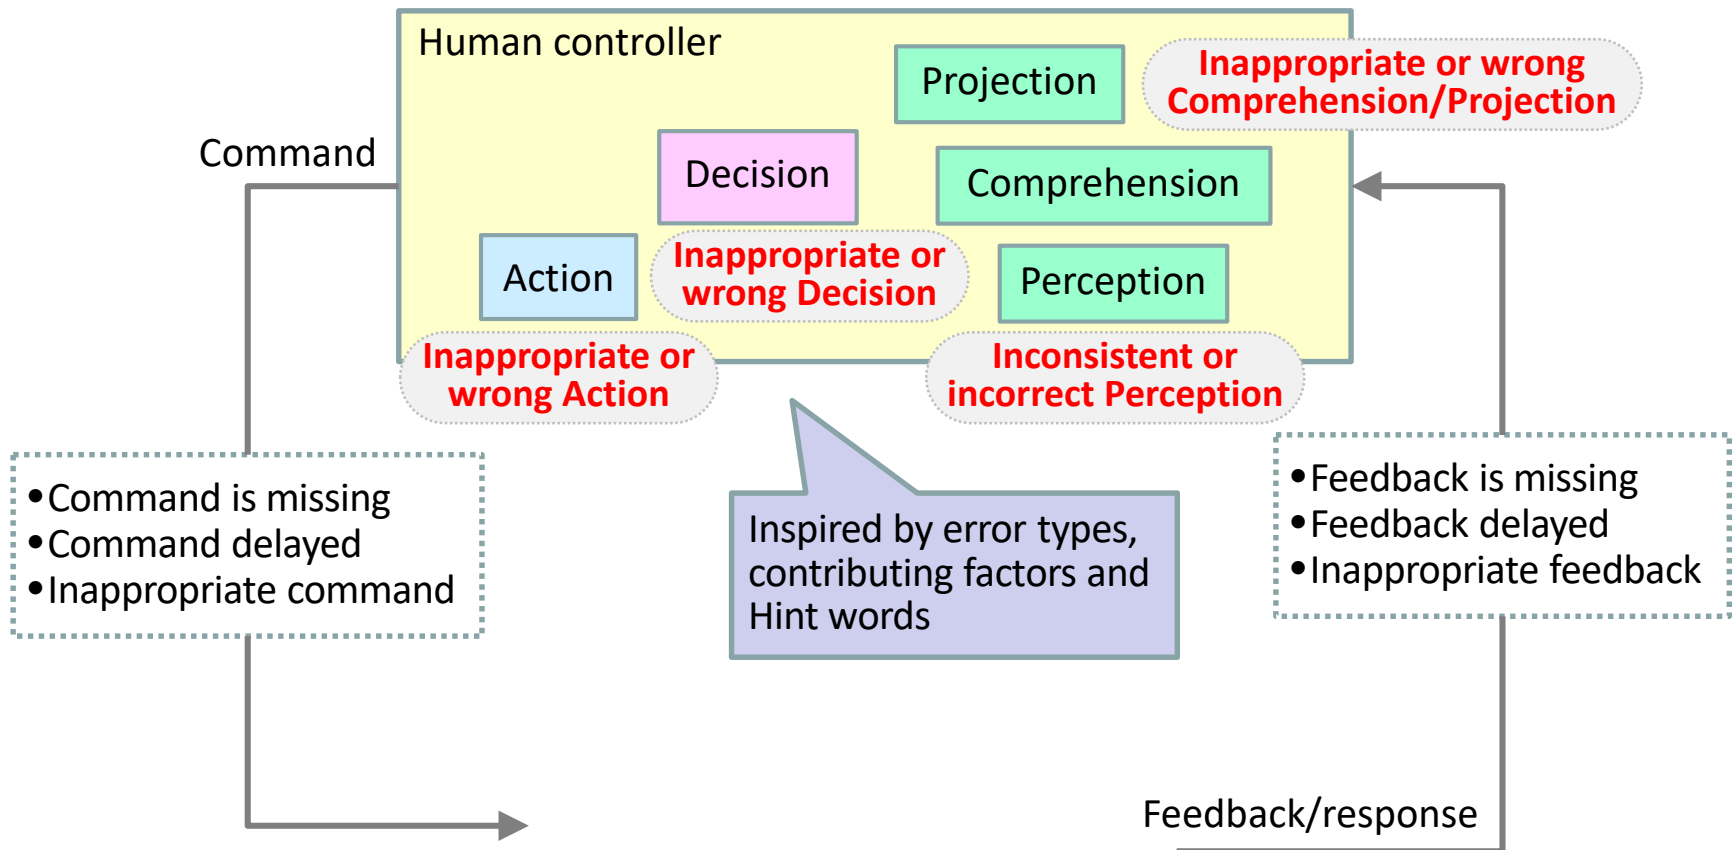 Human controller
Projection
Inappropriate or wrong
Comprehension/Projection
Command
Decision
Comprehension
Action
Inappropriate or
wrong Decision
Perception
Inappropriate or
wrong Action
Inconsistent or
incorrect Perception
•Command is missing
•Command delayed
•Inappropriate command
Inspired by error types,
contributing factors and
Hint words
•Feedback is missing
•Feedback delayed
•Inappropriate feedback
Feedback/response